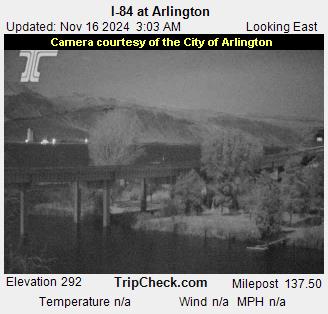 I-84 at Arlington
Updated: Nov 16 2024 3:03 AM Looking East
Camera courtesy of the City of Arlington
Elevation 292 TripCheck.com Milepost 137.50
Temperature n/a Wind n/a MPH n/a